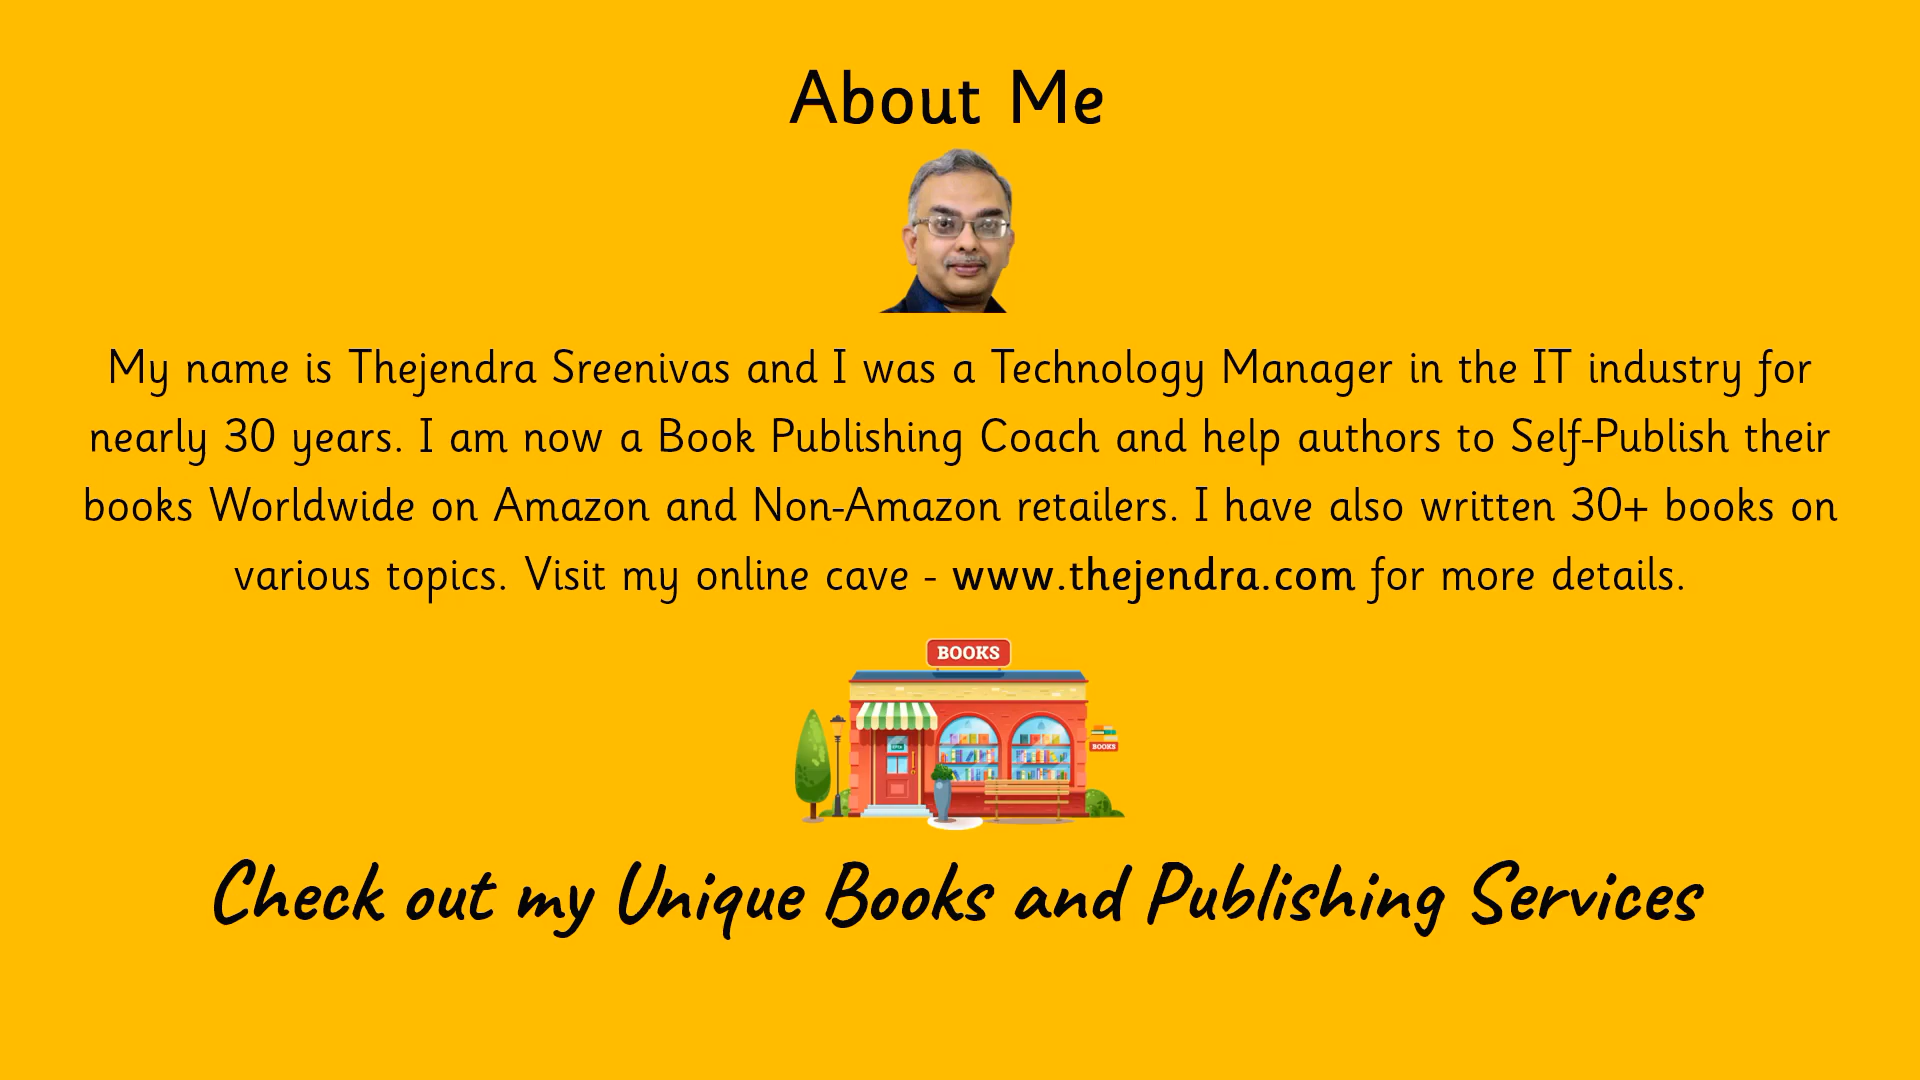 About Me
My name is Thejendra Sreenivas and I was a Technology Manager in the IT industry for
nearly 30 years. I am now a Book Publishing Coach and help authors to Self-Publish their
books Worldwide on Amazon and Non-Amazon retailers. I have also written 30+ books on
various topics. Visit my online cave - www.thejendra.com for more details.
BOOKS
OPEN
BOOKS
Check out my Unique Books and Publishing Services